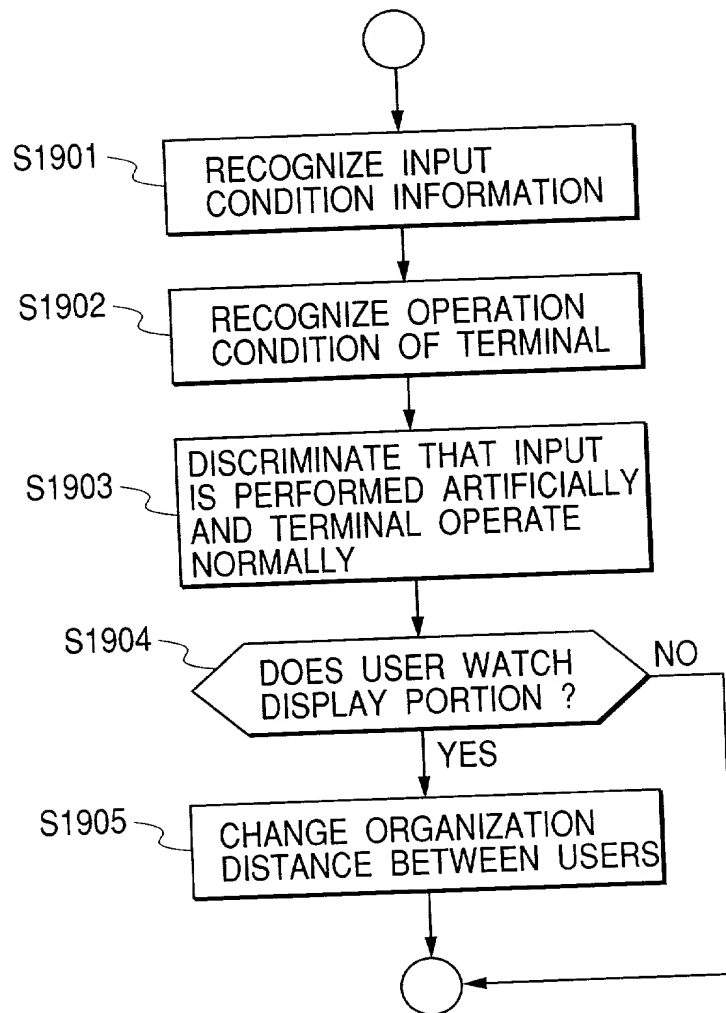 S1901
RECOGNIZE INPUT
CONDITION INFORMATION
S1902
RECOGNIZE OPERATION
CONDITION OF TERMINAL
S1903
DISCRIMINATE THAT INPUT
IS PERFORMED ARTIFICIALLY
AND TERMINAL OPERATE
NORMALLY
S1904
DOES USER WATCH
DISPLAY PORTION ?
NO
YES
S1905
CHANGE ORGANIZATION
DISTANCE BETWEEN USERS